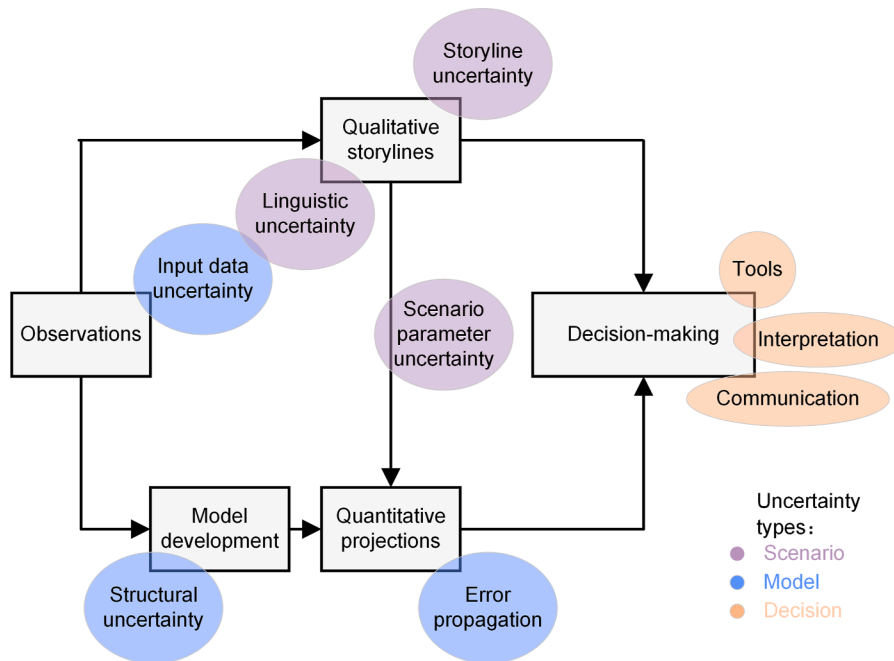 Storyline
uncertainty
Qualitative
storylines
Linguistic
uncertainty
Input data
uncertainty
Observations
Scenario
parameter
uncertainty
Tools
Decision-making
Interpretation
Communication
Model
development
Quantitative
projections
Structural
uncertainty
Error
propagation
Uncertainty
types：
Scenario
Model
Decision